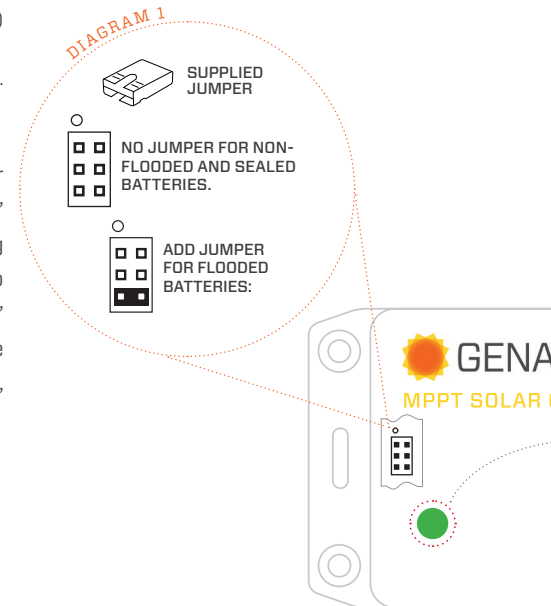 DIAGRAM 1
SUPPLIED
JUMPER
NO JUMPER FOR NON-
FLOODED AND SEALED
BATTERIES.
ADD JUMPER
FOR FLOODED
BATTERIES:
GENA
MPPT SOLAR